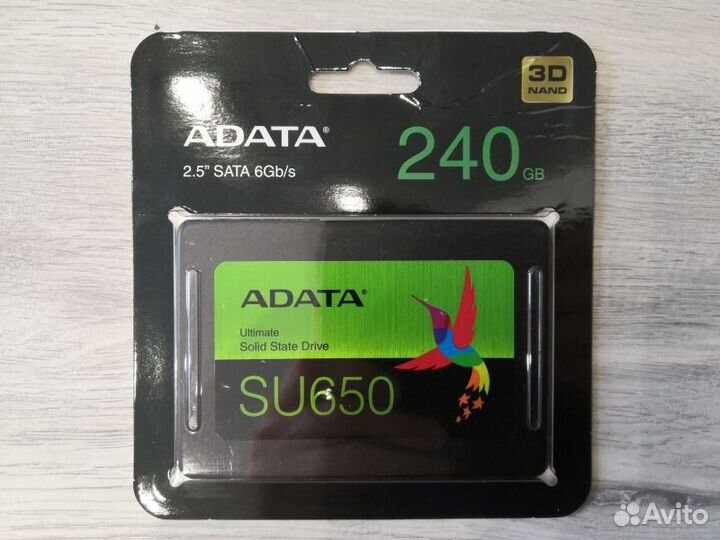 3D
NAND
ADATA®
2.5" SATA 6Gb/s
240 GB
ADATA®
Ultimate
Solid State Drive
SU650
Avito